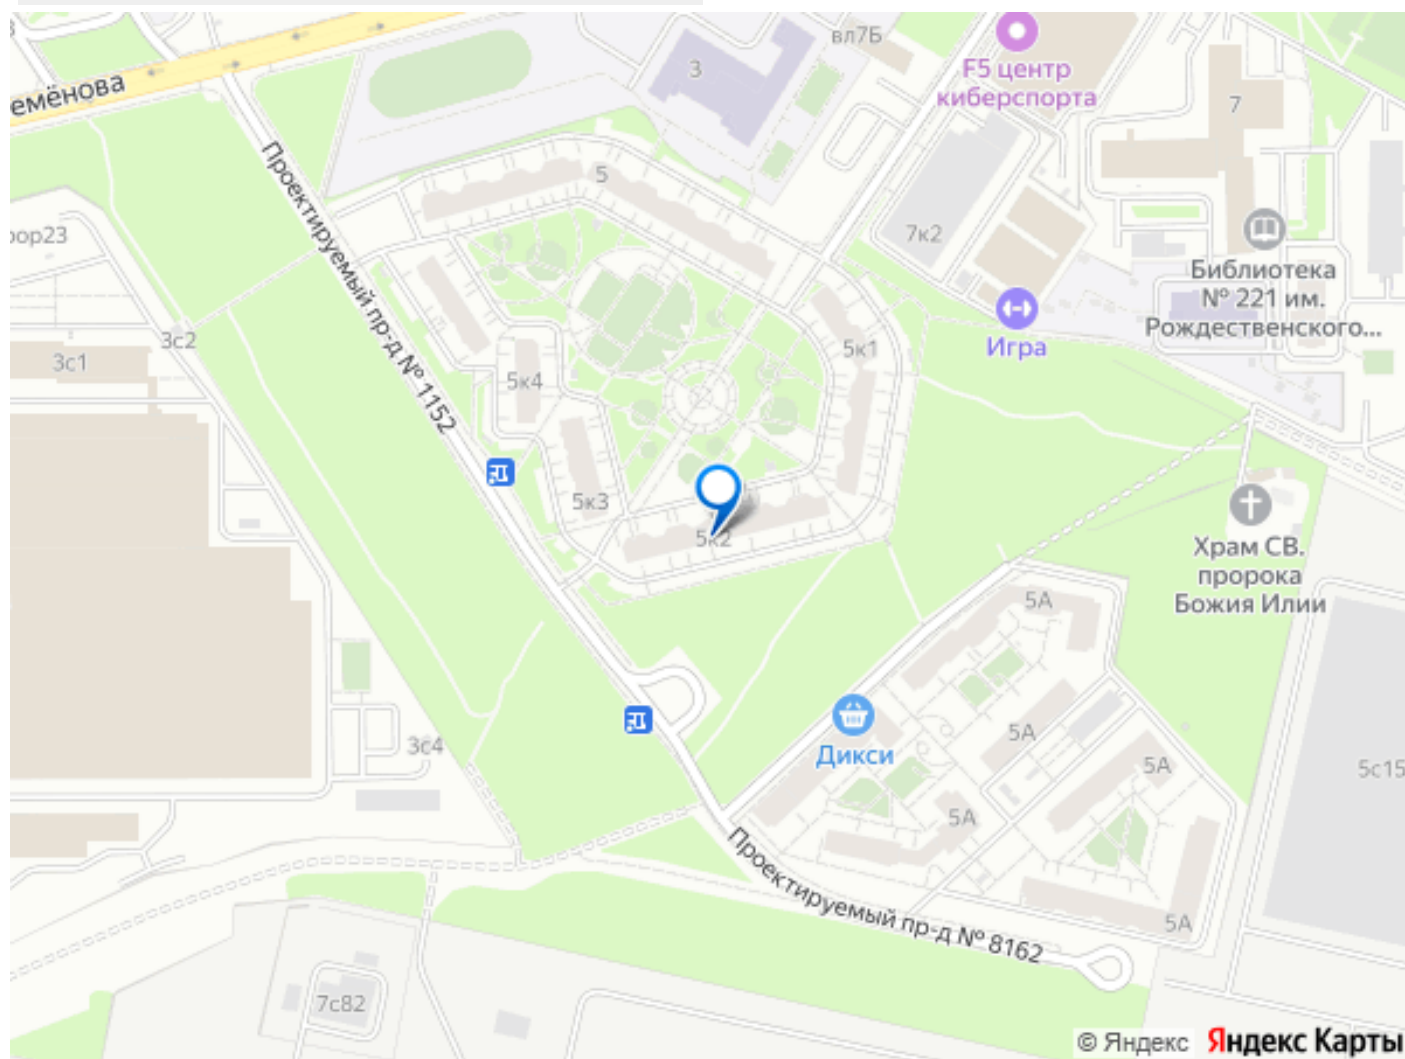 емёнова
3
вл7Б
F5 центр
киберспорта
7
Проектируемый пр-д № 1152
5
7к2
Библиотека
№ 221 им.
Рождественского...
ор23
3с2
3с1
5к1
Игра
5к4
5к3
5к2
Храм СВ.
пророка
Божия Илии
5А
5А
Дикси
3с4
5А
5с15
5А
Проектируемый пр-д № 8162
5А
7с82
© Яндекс Яндекс Карты